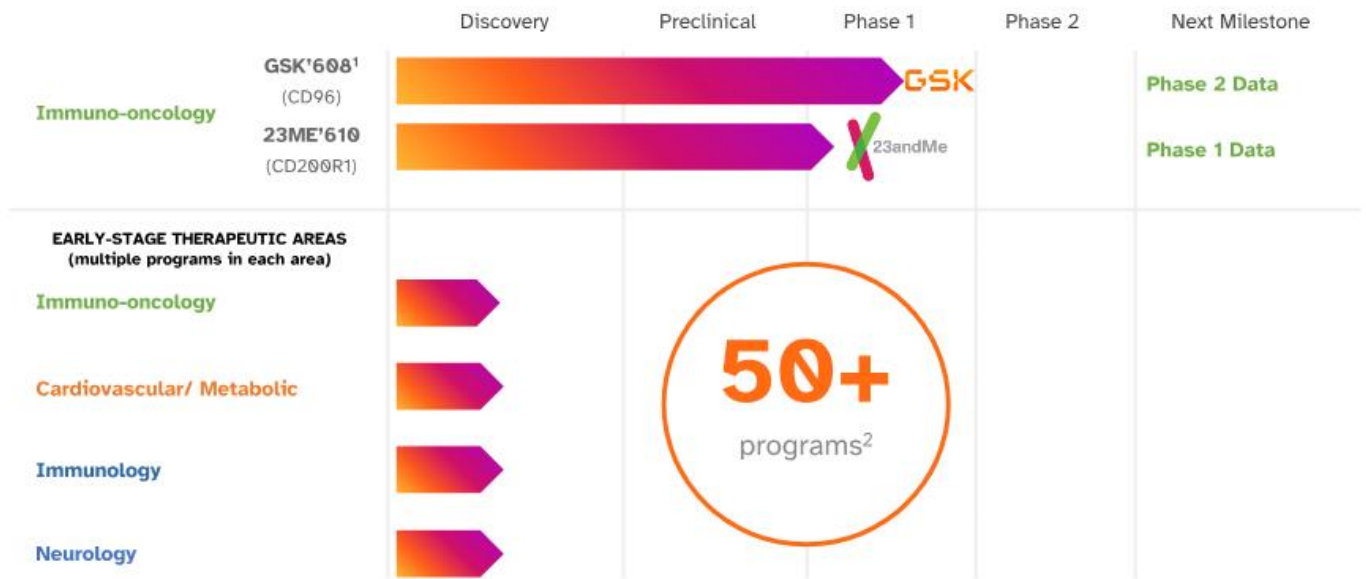 Discovery Preclinical Phase 1 Phase 2 Next Milestone
GSK'608¹
(CD96)
GSK
Phase 2 Data
Immuno-oncology
23ME'610
(CD200R1)
23andMe
Phase 1 Data
EARLY-STAGE THERAPEUTIC AREAS
(multiple programs in each area)
Immuno-oncology
Cardiovascular/ Metabolic
50+
programs²
Immunology
Neurology